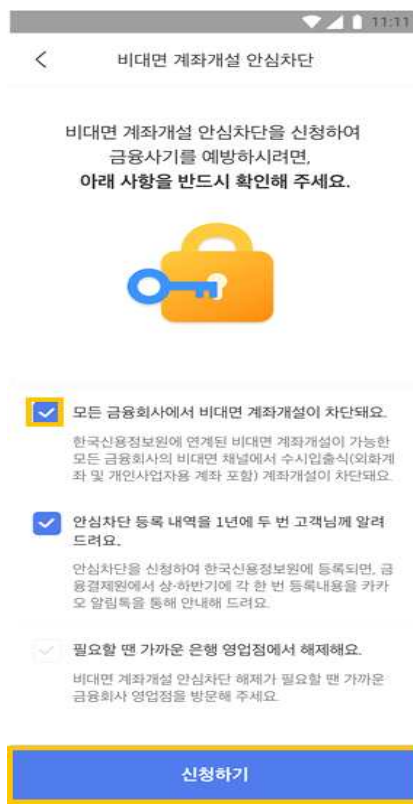 11:11
비대면 계좌개설 안심차단
비대면 계좌개설 안심차단을 신청하여
금융사기를 예방하시려면,
아래 사항을 반드시 확인해 주세요.
모든 금융회사에서 비대면 계좌개설이 차단돼요.
한국신용정보원에 연계된 비대면 계좌개설이 가능한
모든 금융회사의 비대면 채널에서 수시입출식(외화계
좌 및 개인사업자용 계좌 포함) 계좌개설이 차단돼요.
안심차단 등록 내역을 1년에 두 번 고객님께 알려
드려요.
안심차단을 신청하여 한국신용정보원에 등록되면, 금
융결제원에서 상·하반기에 각 한 번 등록내용을 카카
오 알림톡을 통해 안내해 드려요.
필요할 땐 가까운 은행 영업점에서 해제해요.
비대면 계좌개설 안심차단 해제가 필요할 땐 가까운
금융회사 영업점을 방문해 주세요.
신청하기